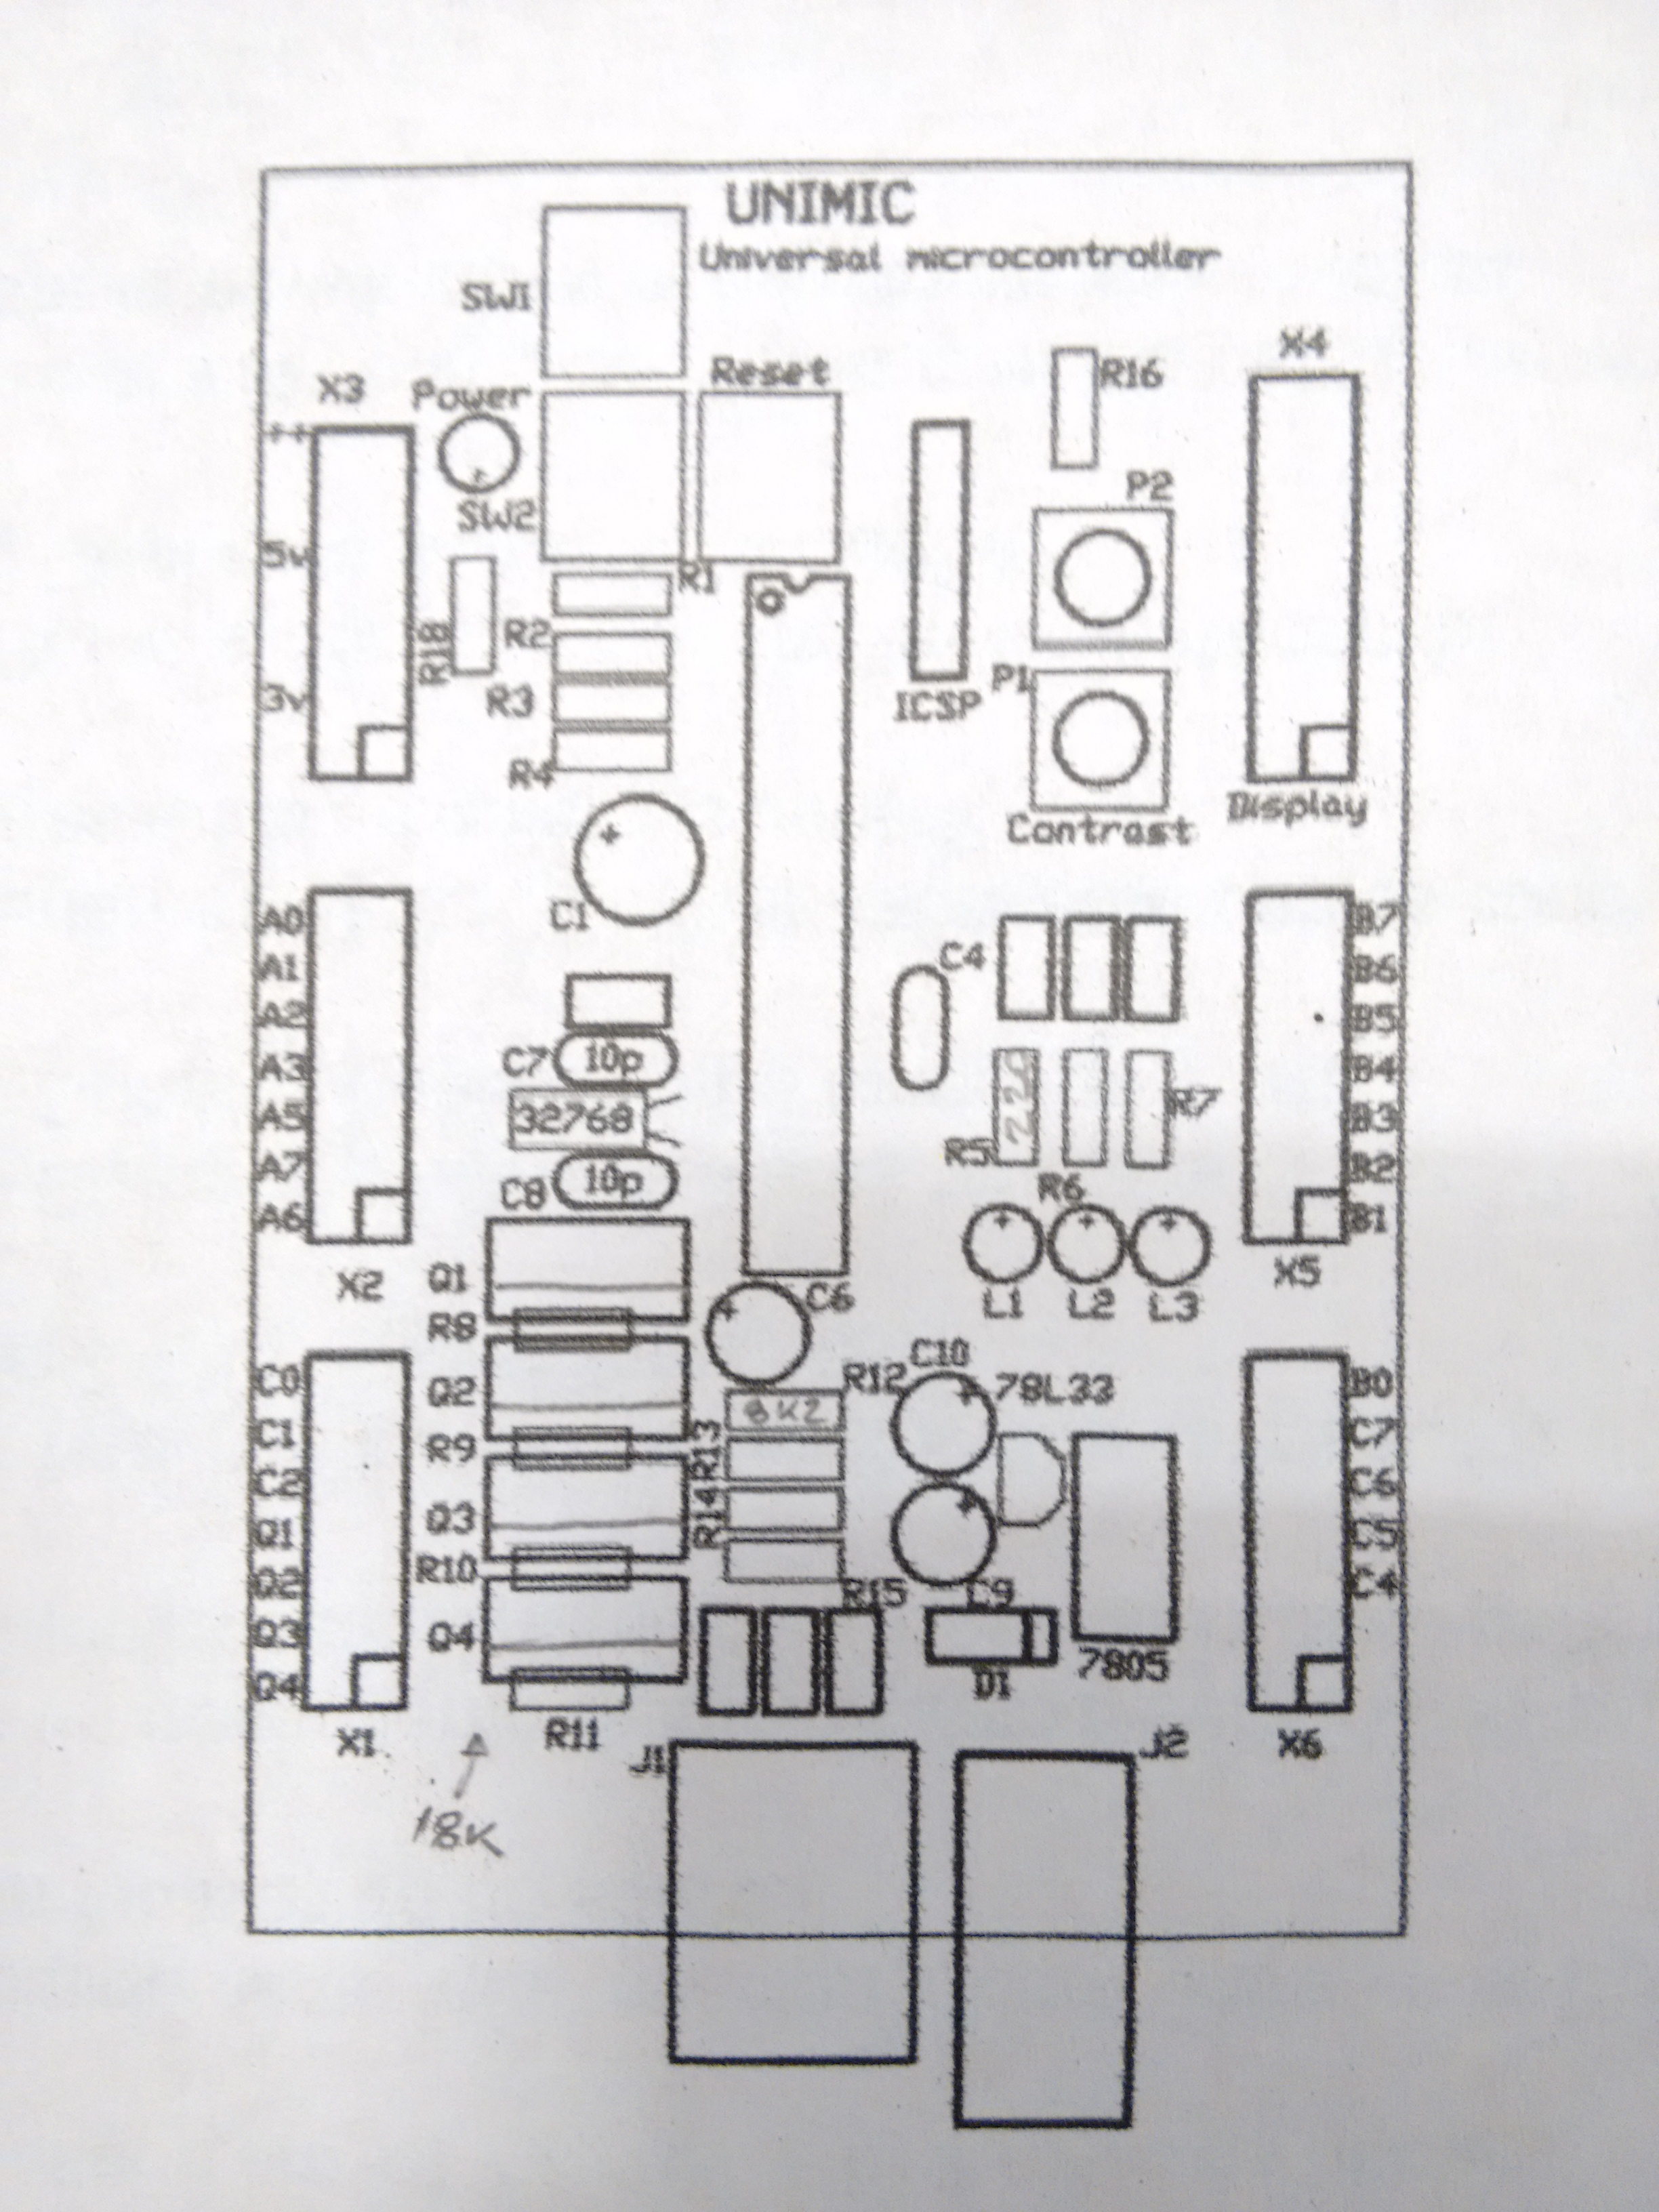 UNIMIC
Universal microcontroller
SW1
X4
Reset
R16
X3
Power
++
P2
SW2
5v
R1
R2
R18
P1
3v
R3
ICSP
R4
Display
Contrast
C1
A0
B7
C4
A1
B6
A2
B5
C7 10p
A3
B4
R7
32768
220
A5
B3
R5
A7
B2
C8 10p
R6
A6
B1
X2
Q1
X5
C6
L1 L2 L3
R8
C10
C0
Q2
R12
78L33
B0
8K2
C1
R9
R13
C7
C2
C6
Q1
Q3
R14
C5
Q2
R10
R15
C9
C4
Q3
Q4
7805
Q4
D1
X1
R11
J1
J2
X6
18K